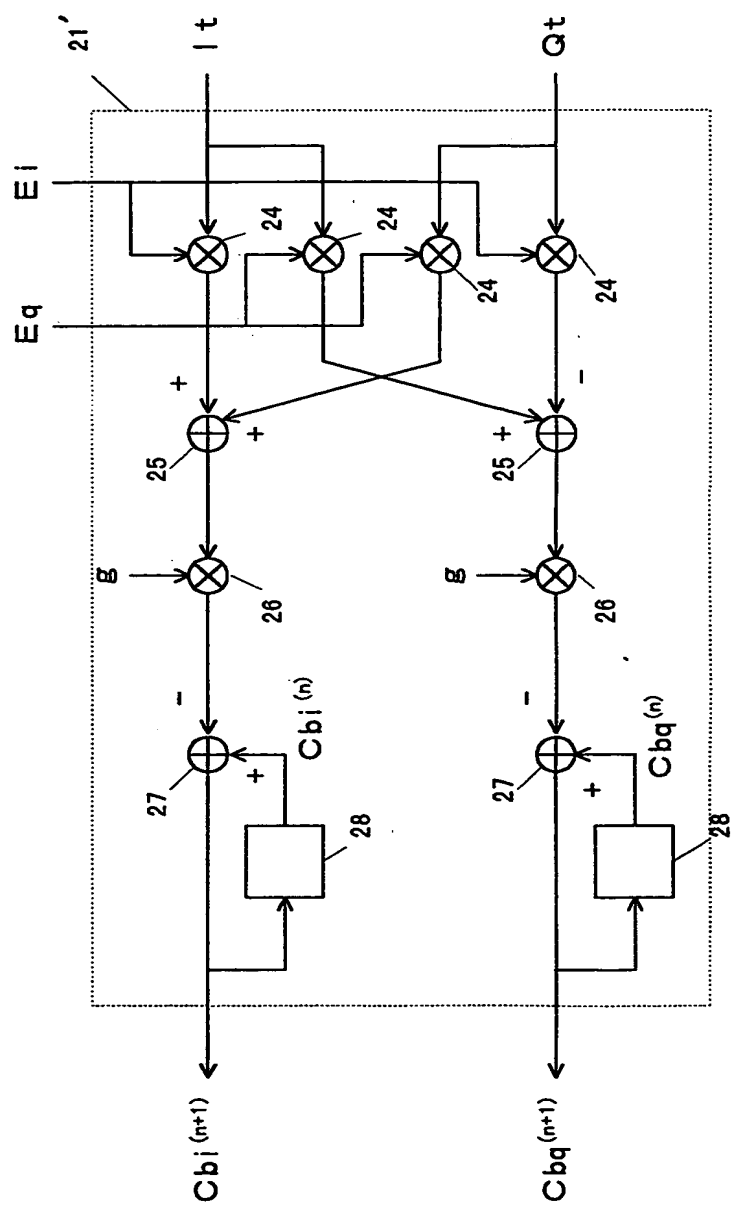 21'
It
Qt
Ei
Eq
24
24
24
24
+
+
+
-
25
25
g
g
26
26
-
-
27
27
+
+
Cbi(n)
Cbq(n)
28
28
Cbi(n+1)
Cbq(n+1)